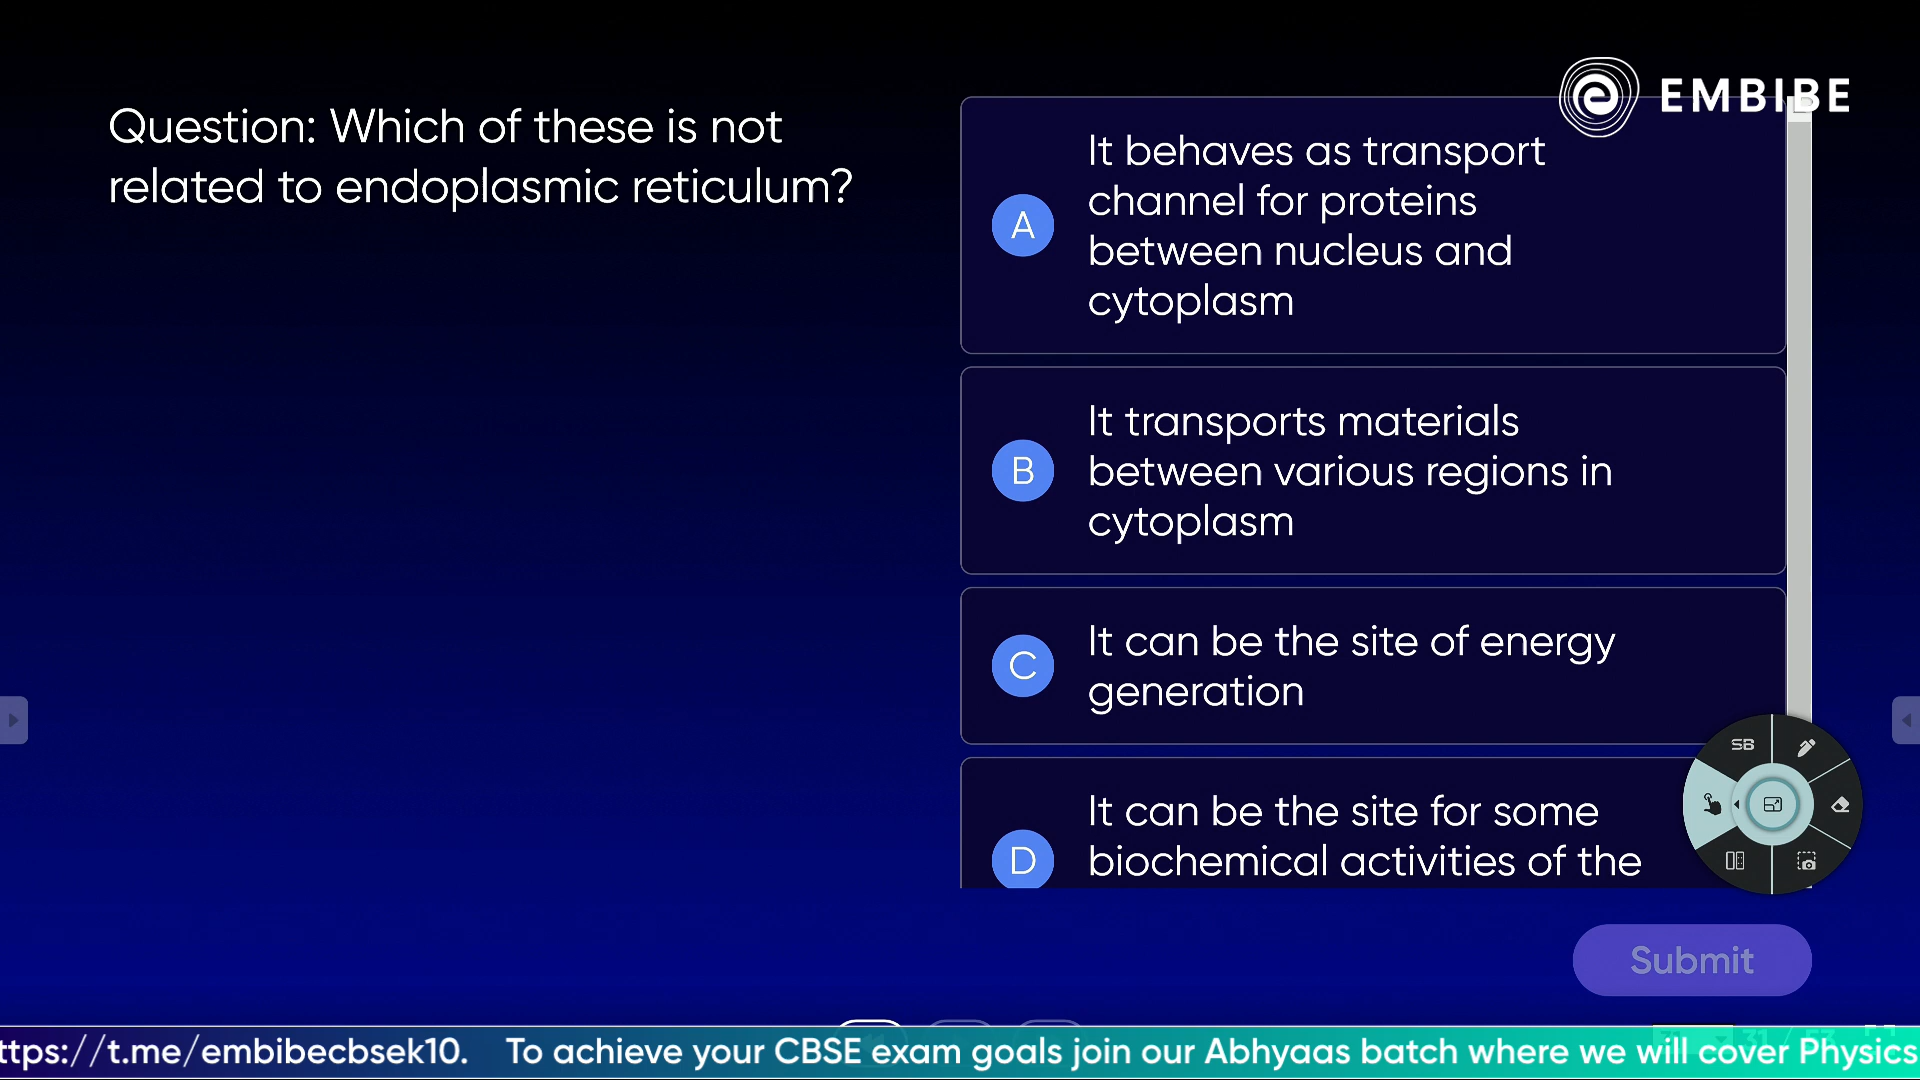 EMBIBE
Question: Which of these is not
related to endoplasmic reticulum?
A
It behaves as transport
channel for proteins
between nucleus and
cytoplasm
B
It transports materials
between various regions in
cytoplasm
C
It can be the site of energy
generation
D
It can be the site for some
biochemical activities of the
SB
Submit
ttps://t.me/embibecbsek10. To achieve your CBSE exam goals join our Abhyaas batch where we will cover Physics